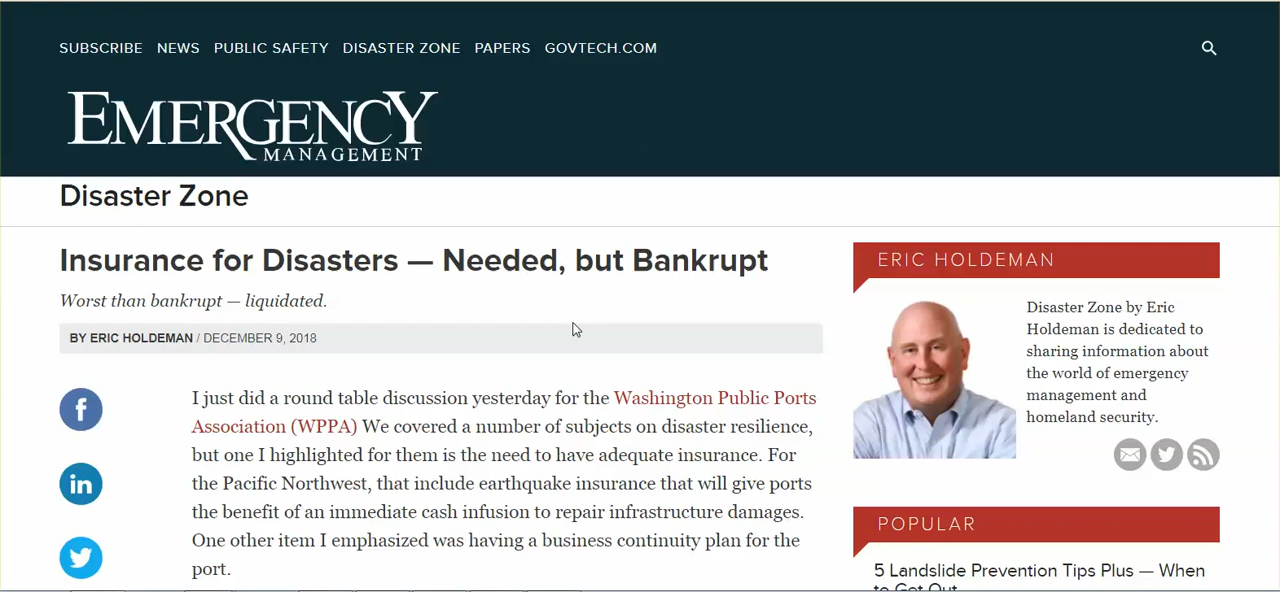 SUBSCRIBE NEWS PUBLIC SAFETY DISASTER ZONE PAPERS GOVTECH.COM
EMERGENCY
MANAGEMENT
Disaster Zone
Insurance for Disasters — Needed, but Bankrupt
Worst than bankrupt — liquidated.
BY ERIC HOLDEMAN / DECEMBER 9, 2018
I just did a round table discussion yesterday for the Washington Public Ports
Association (WPPA) We covered a number of subjects on disaster resilience,
but one I highlighted for them is the need to have adequate insurance. For
the Pacific Northwest, that include earthquake insurance that will give ports
the benefit of an immediate cash infusion to repair infrastructure damages.
One other item I emphasized was having a business continuity plan for the
port.
f
in
ERIC HOLDEMAN
Disaster Zone by Eric
Holdeman is dedicated to
sharing information about
the world of emergency
management and
homeland security.
POPULAR
5 Landslide Prevention Tips Plus — When
to Get Out